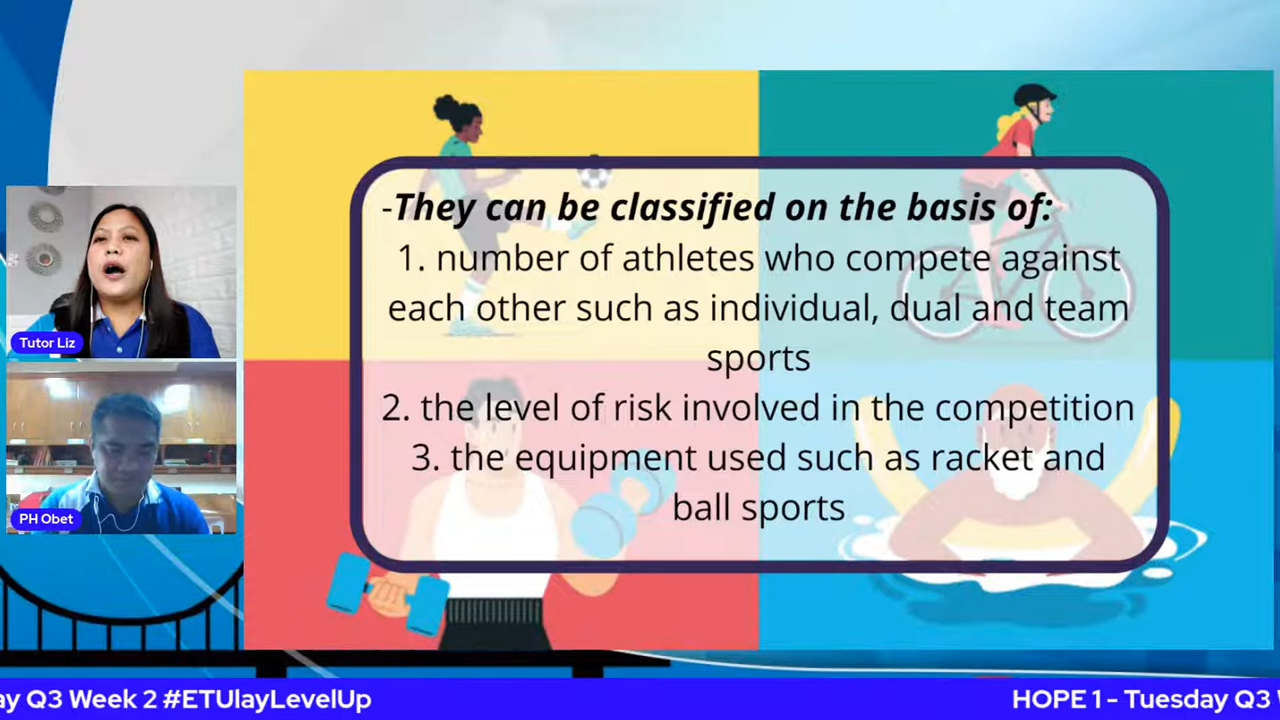 -They can be classified on the basis of:
1. number of athletes who compete against
each other such as individual, dual and team
sports
2. the level of risk involved in the competition
3. the equipment used such as racket and
ball sports
Tutor Liz
PH Obet
ay Q3 Week 2 #ETUlayLevelUp
HOPE 1 - Tuesday Q3